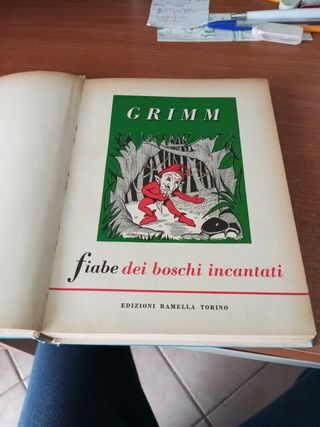 GRIMM
fiabe dei boschi incantati
EDIZIONI RAMELLA TORINO